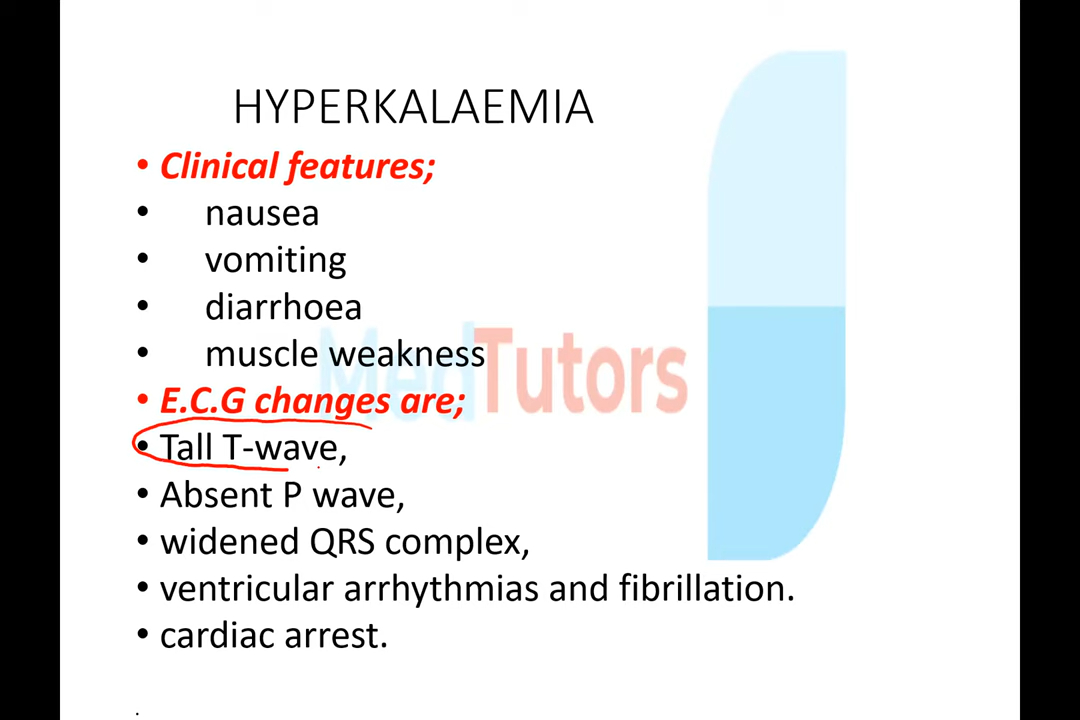 HYPERKALAEMIA
• Clinical features;
• nausea
• vomiting
• diarrhoea
• muscle weakness
MedTutors
• E.C.G changes are;
• Tall T-wave,
• Absent P wave,
• widened QRS complex,
• ventricular arrhythmias and fibrillation.
• cardiac arrest.
.